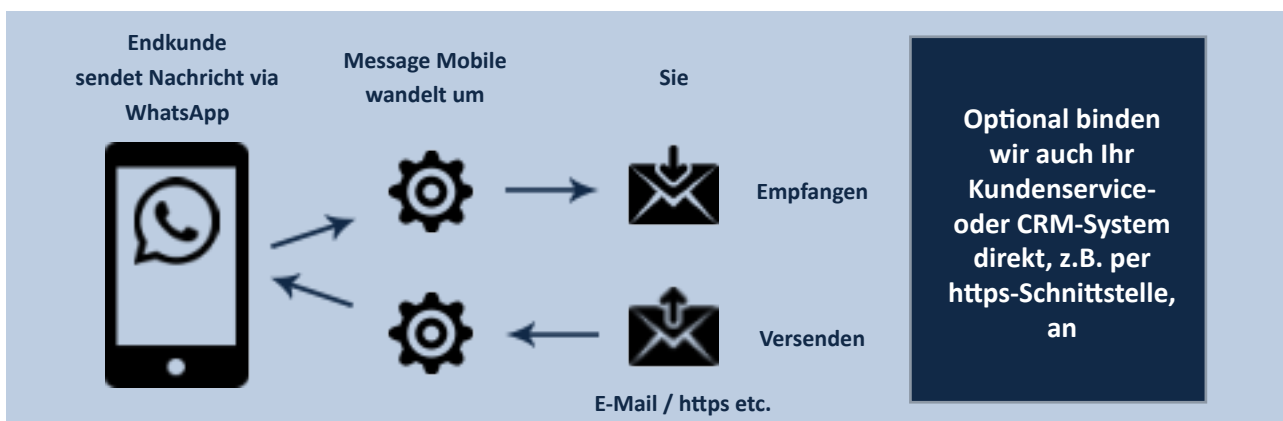 Endkunde
sendet Nachricht via
WhatsApp
Message Mobile
wandelt um
Sie
Empfangen
Versenden
E-Mail / https etc.
Optional binden
wir auch Ihr
Kundenservice-
oder CRM-System
direkt, z.B. per
https-Schnittstelle,
an